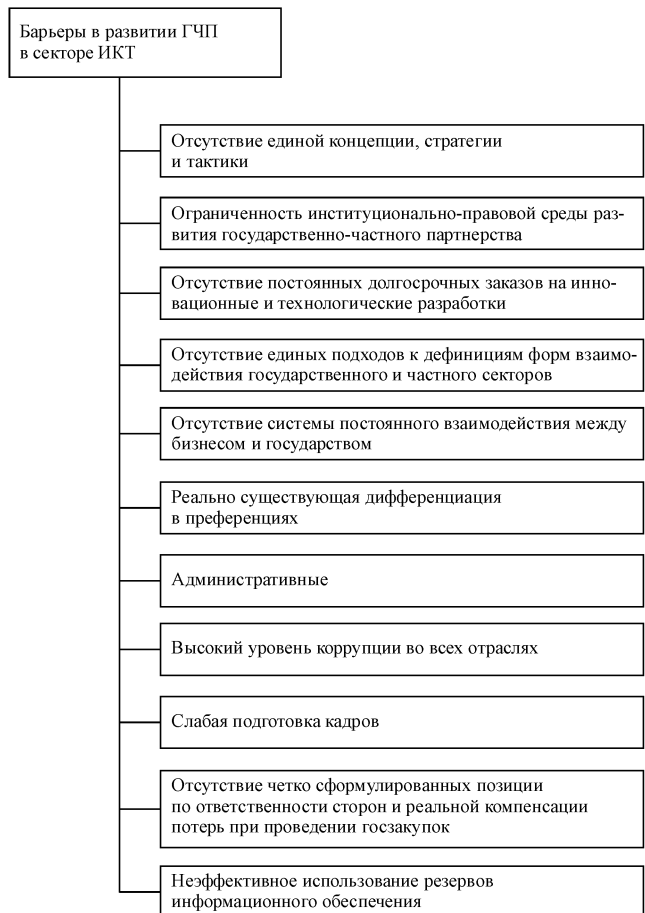 Барьеры в развитии ГЧП
в секторе ИКТ
Отсутствие единой концепции, стратегии
и тактики
Ограниченность институционально-правовой среды раз-
вития государственно-частного партнерства
Отсутствие постоянных долгосрочных заказов на инно-
вационные и технологические разработки
Отсутствие единых подходов к дефинициям форм взаимо-
действия государственного и частного секторов
Отсутствие системы постоянного взаимодействия между
бизнесом и государством
Реально существующая дифференциация
в преференциях
Административные
Высокий уровень коррупции во всех отраслях
Слабая подготовка кадров
Отсутствие четко сформулированных позиции
по ответственности сторон и реальной компенсации
потерь при проведении госзакупок
Неэффективное использование резервов
информационного обеспечения